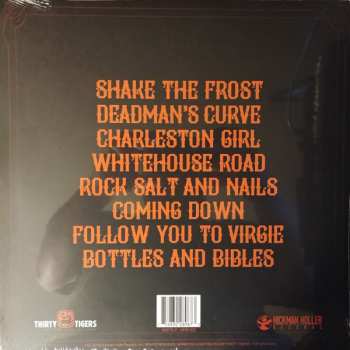 SHAKE THE FROST
DEADMAN'S CURVE
CHARLESTON GIRL
WHITEHOUSE ROAD
ROCK SALT AND NAILS
COMING DOWN
FOLLOW YOU TO VIRGIE
BOTTLES AND BIBLES
THIRTY TIGERS
HICKMAN HOLLER
RECORDS